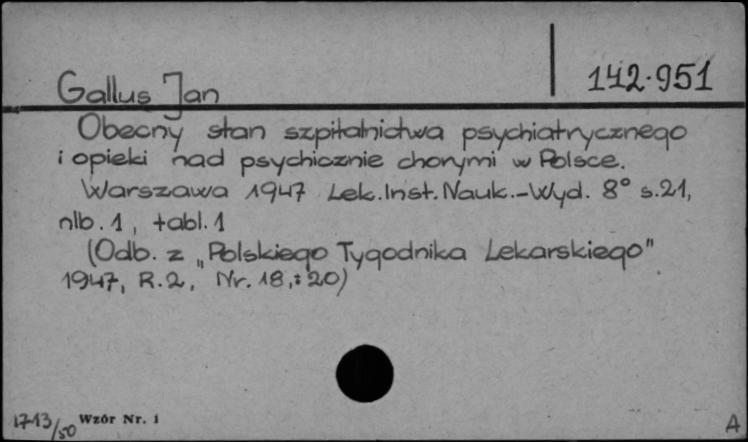 142.951
Gallus Jan
Obecny stan szpitalnictwa psychiatrycznego
i opieki nad psychicznie chorymi w Polsce.
Warszawa 1947 Lek.Inst.Nauk.-Wyd. 8° s.21,
nlb.1, tabl.1
(Odb. z „Polskiego Tygodnika Lekarskiego"
1947, R.2, Nr. 18, i 20)
1713/50 Wzór Nr. 1
A